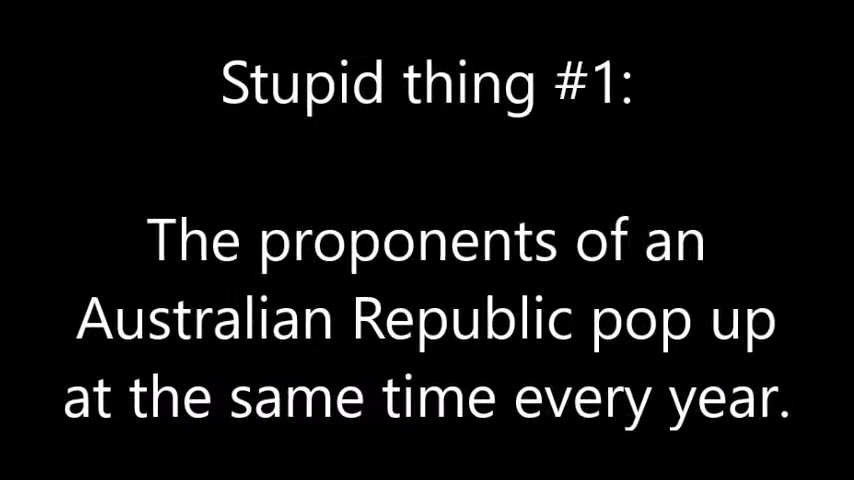 Stupid thing #1:
The proponents of an
Australian Republic pop up
at the same time every year.